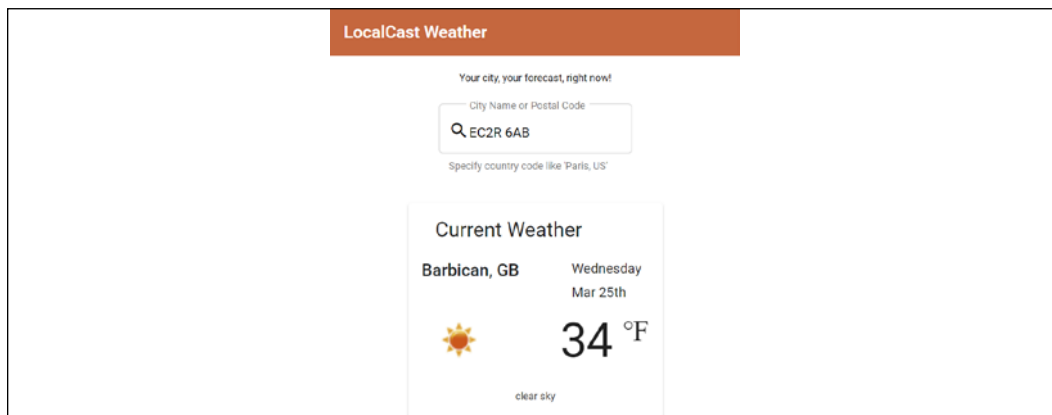 LocalCast Weather
Your city, your forecast, right now!
City Name or Postal Code
EC2R 6AB
Specify country code like 'Paris, US'
Current Weather
Barbican, GB
Wednesday
Mar 25th
34 °F
clear sky